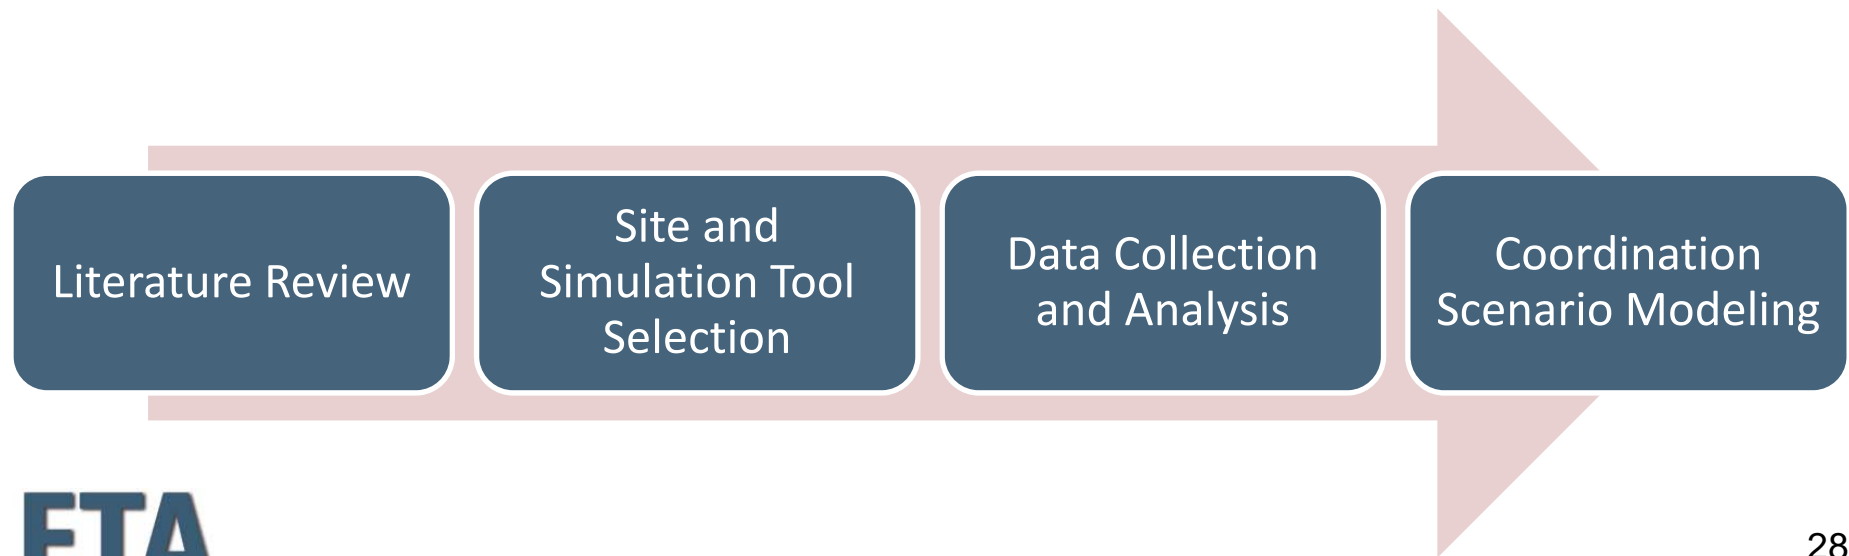 Literature Review
Site and
Simulation Tool
Selection
Data Collection
and Analysis
Coordination
Scenario Modeling
FTA
28